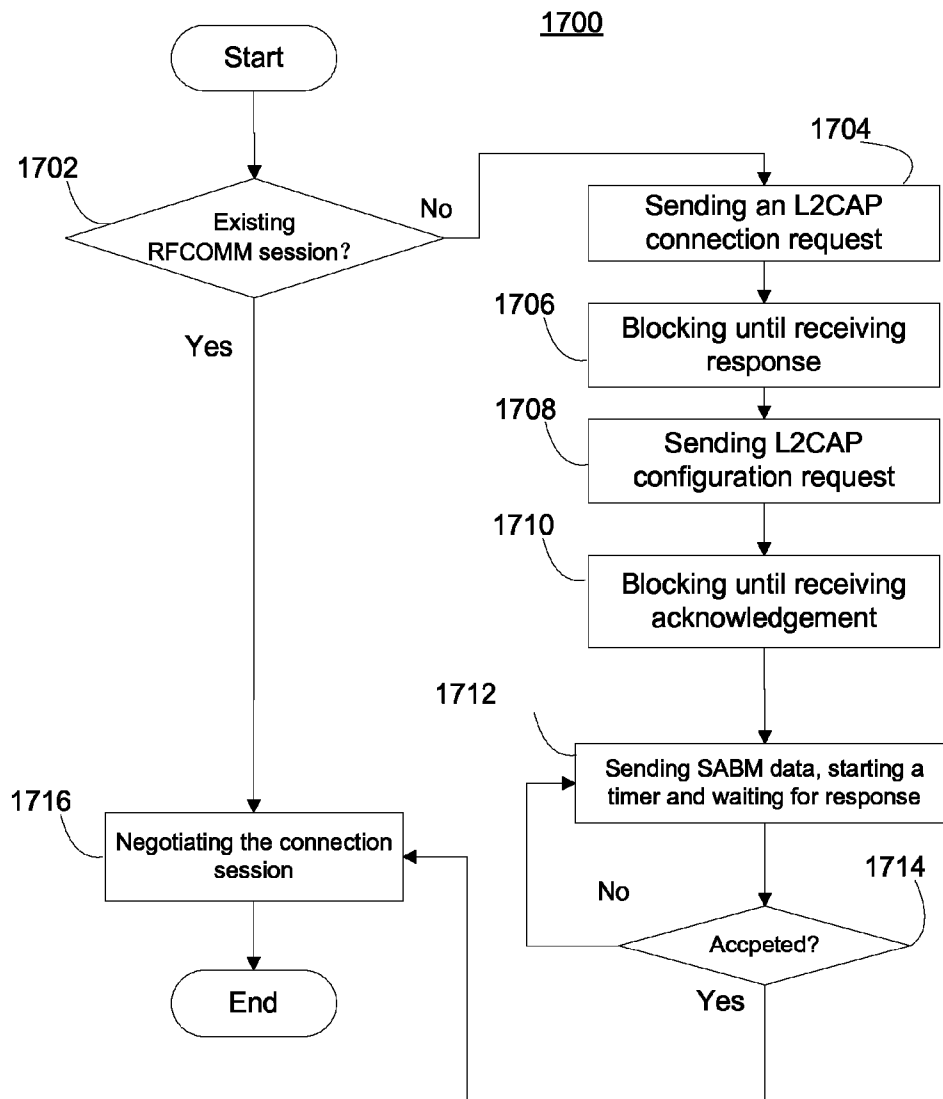 1700
Start
1702
Existing
RFCOMM session?
No
Yes
1704
Sending an L2CAP
connection request
1706
Blocking until receiving
response
1708
Sending L2CAP
configuration request
1710
Blocking until receiving
acknowledgement
1712
Sending SABM data, starting a
timer and waiting for response
1714
Accpeted?
No
Yes
1716
Negotiating the connection
session
End